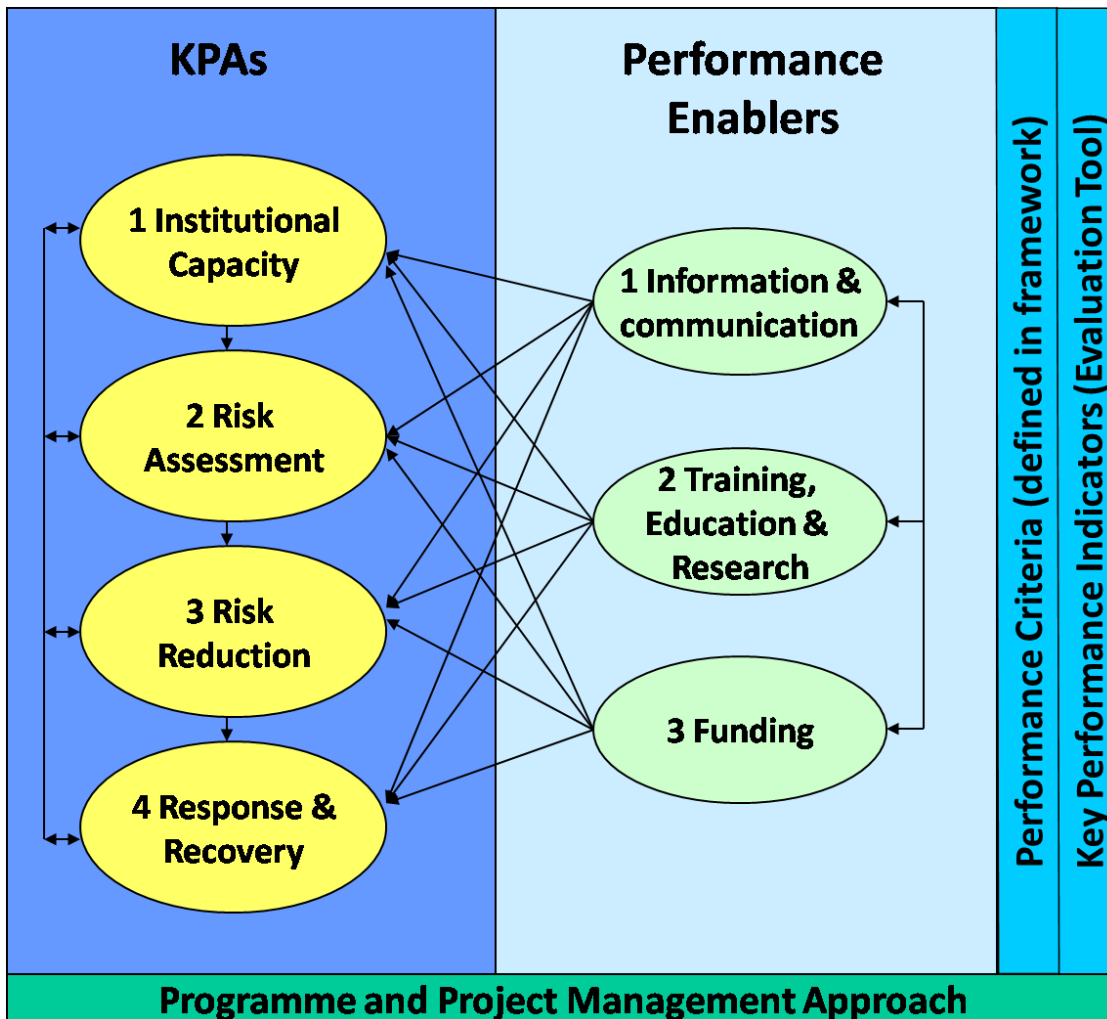 KPAs
1 Institutional
Capacity
2 Risk
Assessment
3 Risk
Reduction
4 Response &
Recovery
Performance
Enablers
1 Information &
communication
2 Training,
Education &
Research
3 Funding
Performance Criteria (defined in framework)
Key Performance Indicators (Evaluation Tool)
Programme and Project Management Approach